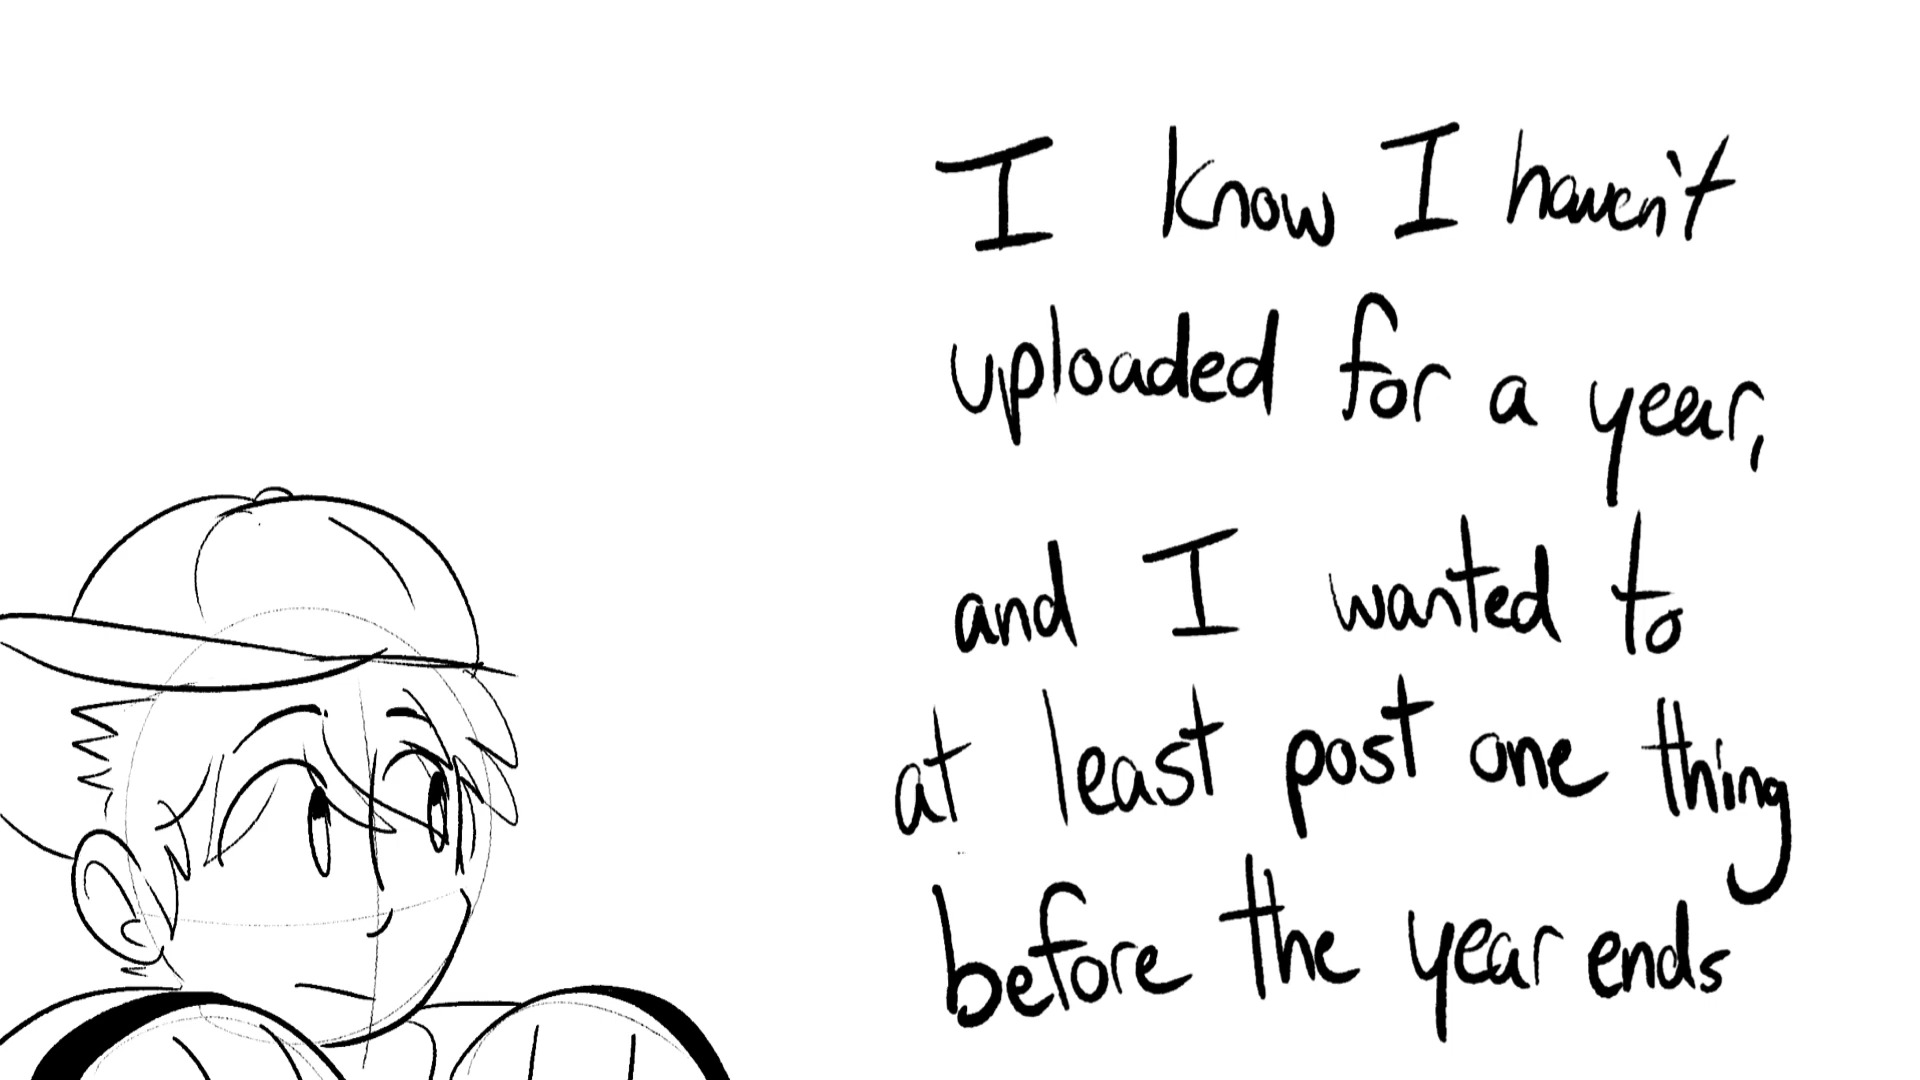 I know I haven't
uploaded for a year,
and I wanted to
at least post one thing
before the year ends